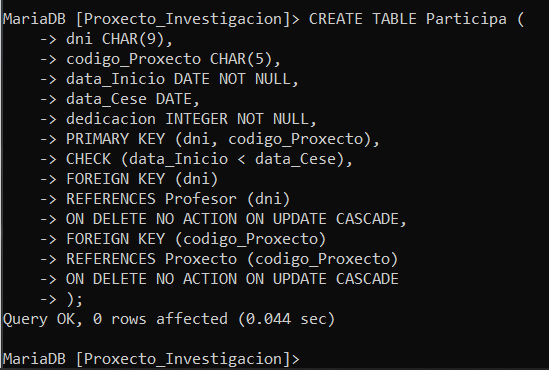 MariaDB [Proxecto_Investigacion]> CREATE TABLE Participa (
    -> dni CHAR(9),
    -> codigo_Proxecto CHAR(5),
    -> data_Inicio DATE NOT NULL,
    -> data_Cese DATE,
    -> dedicacion INTEGER NOT NULL,
    -> PRIMARY KEY (dni, codigo_Proxecto),
    -> CHECK (data_Inicio < data_Cese),
    -> FOREIGN KEY (dni)
    -> REFERENCES Profesor (dni)
    -> ON DELETE NO ACTION ON UPDATE CASCADE,
    -> FOREIGN KEY (codigo_Proxecto)
    -> REFERENCES Proxecto (codigo_Proxecto)
    -> ON DELETE NO ACTION ON UPDATE CASCADE
    -> );
Query OK, 0 rows affected (0.044 sec)
MariaDB [Proxecto_Investigacion]>